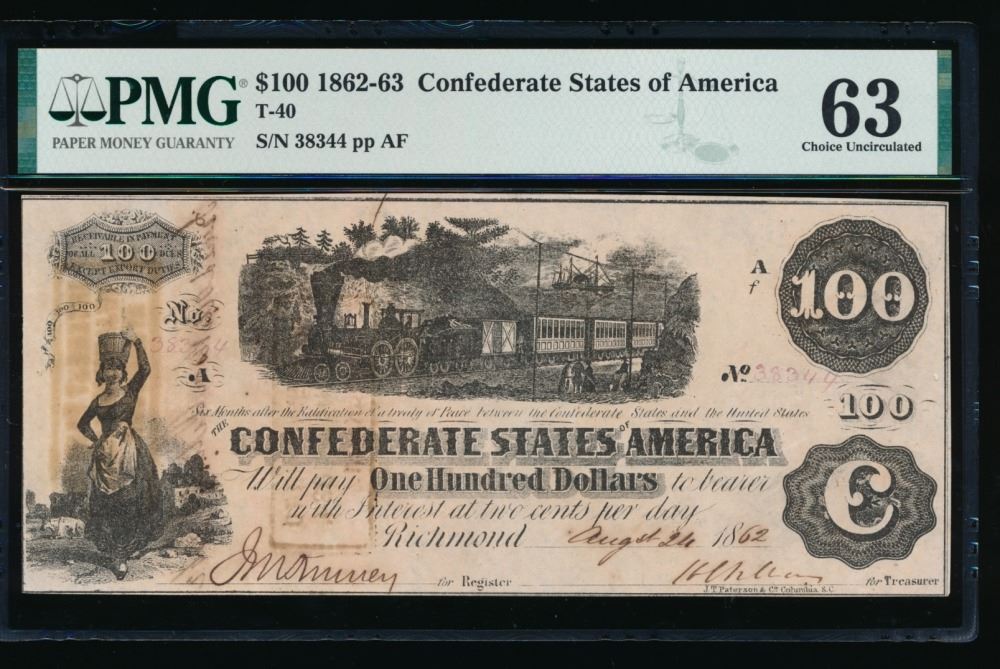 PMG®
PAPER MONEY GUARANTY
$100 1862-63 Confederate States of America
T-40
S/N 38344 pp AF
63
Choice Uncirculated
RECEIVABLE IN PAYMENT
OF ALL 100 DUES
EXCEPT EXPORT DUTIES
100 100 100
No
38344
A
A
f
100
No 38344
100
Six Months after the Ratification of a treaty of Peace between the Confederate States and the United States
THE
CONFEDERATE STATES OF AMERICA
Will pay One Hundred Dollars to bearer
with Interest at two cents per day
Richmond Augst 26 1862
C
for Register
for Treasurer
J.T. Paterson & Co Columbia. S.C.